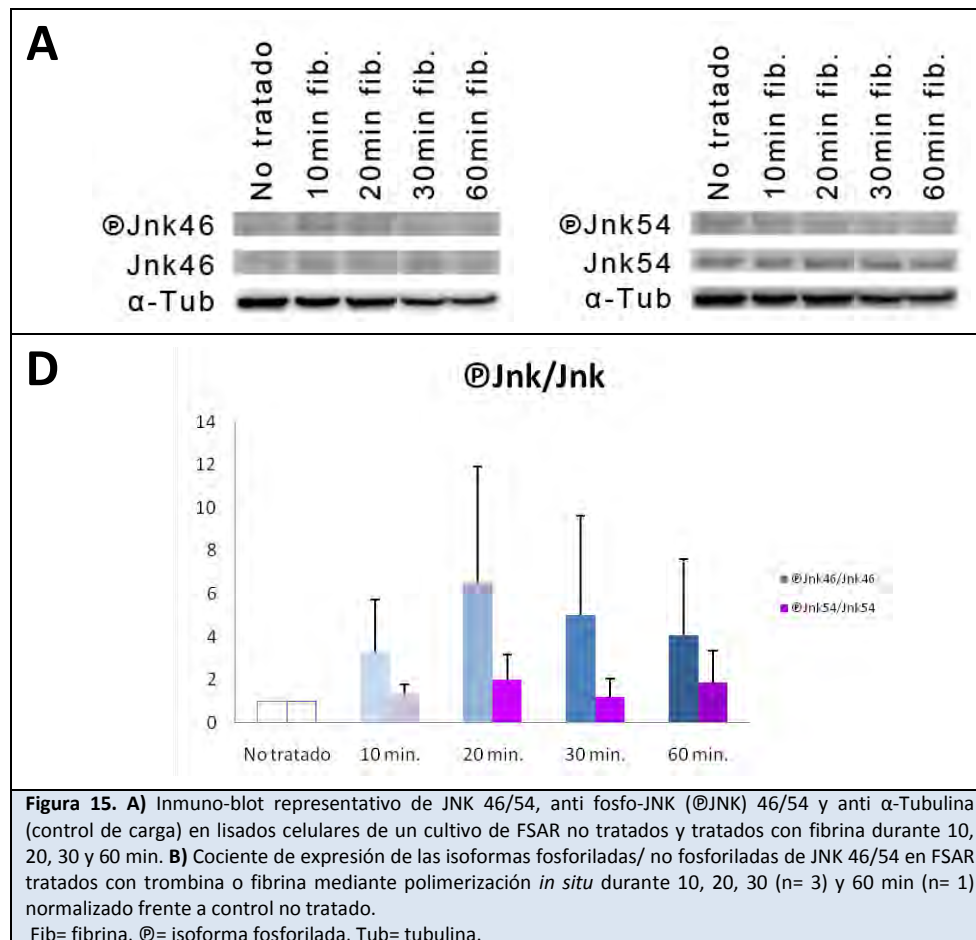 A
No tratado
10min fib.
20min fib.
30min fib.
60min fib.
ⓅJnk46
Jnk46
α-Tub
No tratado
10min fib.
20min fib.
30min fib.
60min fib.
ⓅJnk54
Jnk54
α-Tub
D
ⓅJnk/Jnk
14
12
10
8
6
4
2
0
No tratado
10 min.
20 min.
30 min.
60 min.
ⓅJnk46/Jnk46
ⓅJnk54/Jnk54
Figura 15. A) Inmuno-blot representativo de JNK 46/54, anti fosfo-JNK (ⓅJNK) 46/54 y anti α-Tubulina
(control de carga) en lisados celulares de un cultivo de FSAR no tratados y tratados con fibrina durante 10,
20, 30 y 60 min. B) Cociente de expresión de las isoformas fosforiladas/ no fosforiladas de JNK 46/54 en FSAR
tratados con trombina o fibrina mediante polimerización in situ durante 10, 20, 30 (n= 3) y 60 min (n= 1)
normalizado frente a control no tratado.
Fib= fibrina. Ⓟ= isoforma fosforilada. Tub= tubulina.